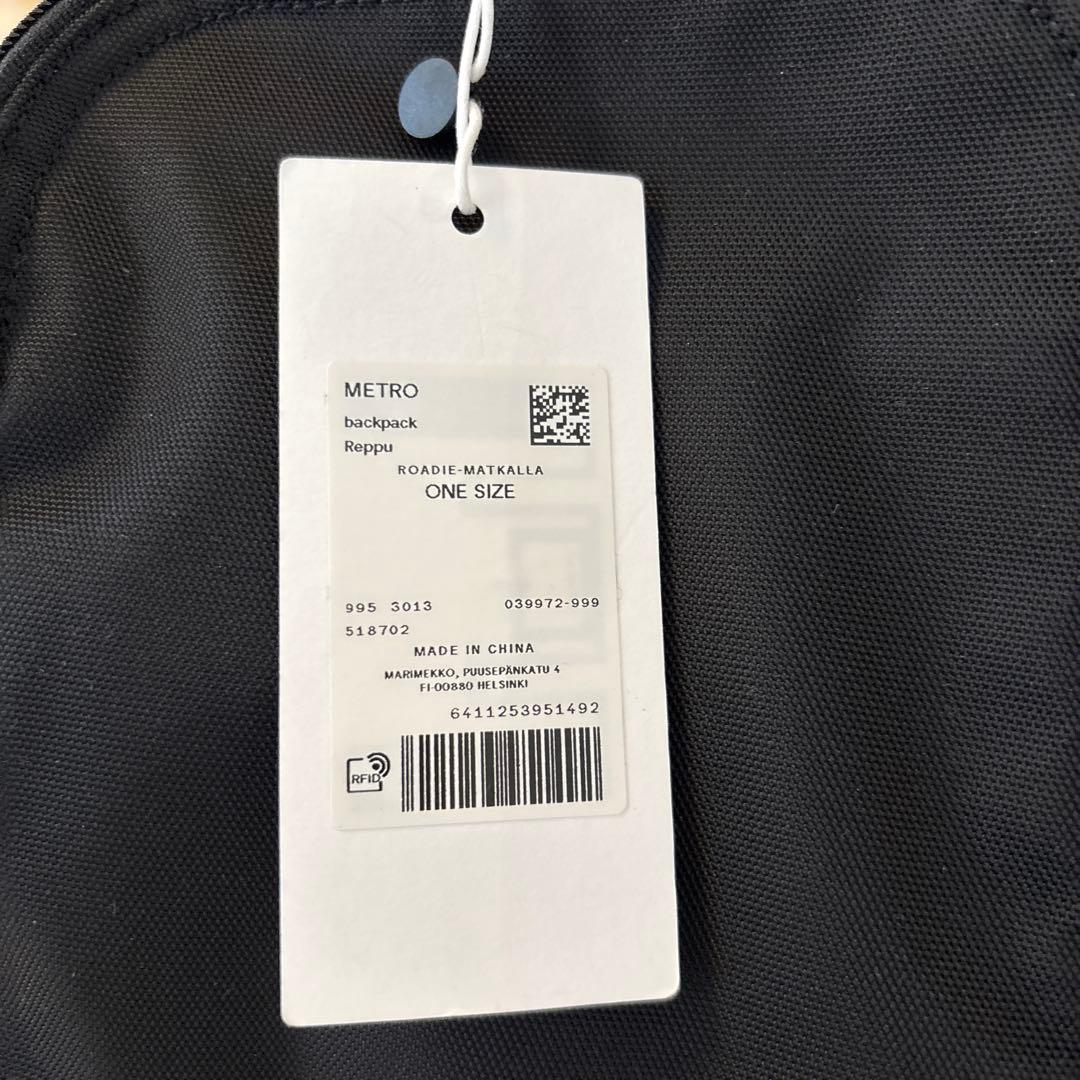 METRO
backpack
Reppu
ROADIE-MATKALLA
ONE SIZE
995 3013 039972-999
518702
MADE IN CHINA
MARIMEKKO, PUUSEPÄNKATU 4
FI-00880 HELSINKI
6411253951492
RFID